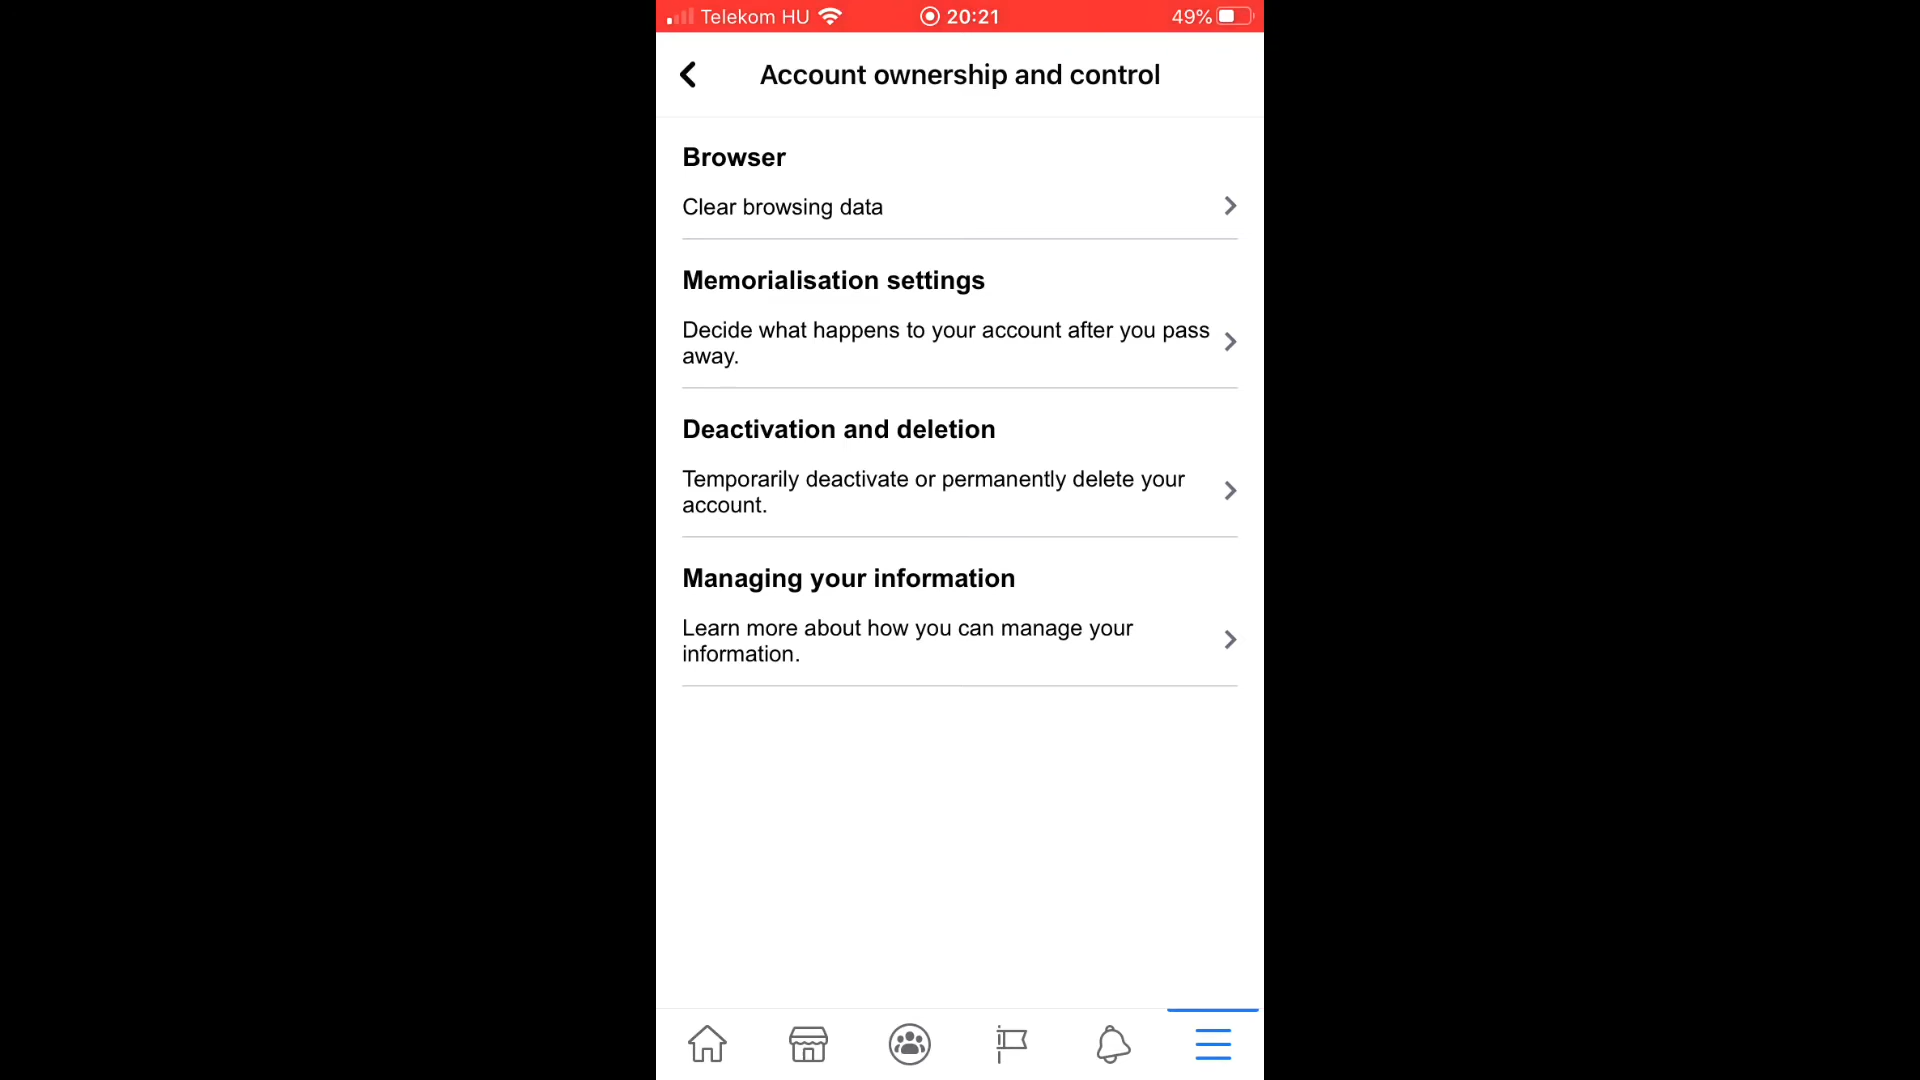 Telekom HU 20:21 49%
Account ownership and control
Browser
Clear browsing data
Memorialisation settings
Decide what happens to your account after you pass
away.
Deactivation and deletion
Temporarily deactivate or permanently delete your
account.
Managing your information
Learn more about how you can manage your
information.